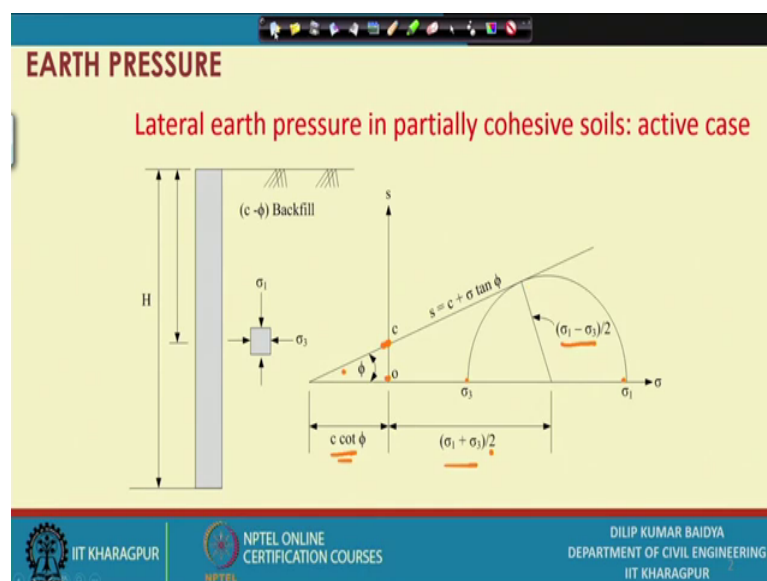 EARTH PRESSURE
Lateral earth pressure in partially cohesive soils: active case
(c -ϕ) Backfill
H
σ₁
σ₃
s
s = c + σ tan ϕ
c
ϕ
o
(σ₁ − σ₃)/2
σ₃
σ₁
σ
c cot ϕ
(σ₁ + σ₃)/2
IIT KHARAGPUR
NPTEL ONLINE
CERTIFICATION COURSES
NPTEL
DILIP KUMAR BAIDYA
DEPARTMENT OF CIVIL ENGINEERING
IIT KHARAGPUR
2